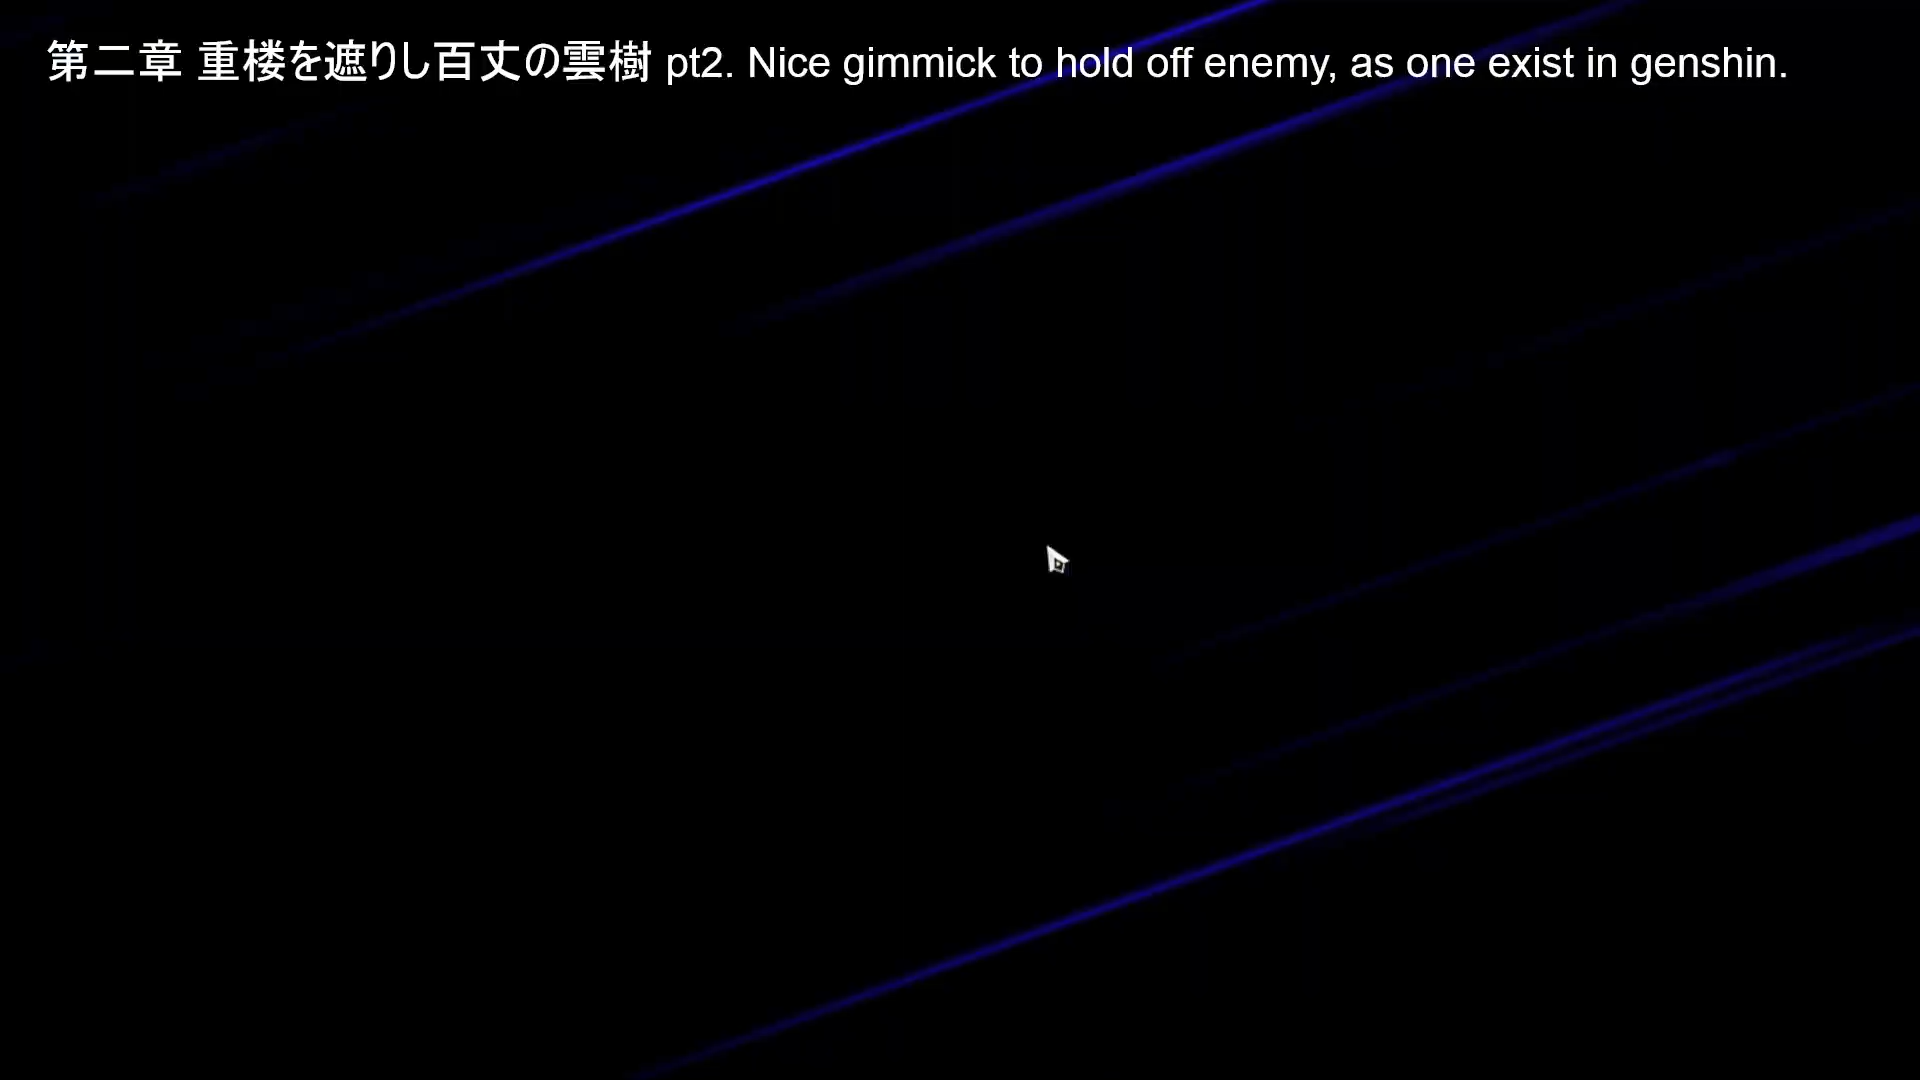 第二章 重楼を遮りし百丈の雲樹 pt2. Nice gimmick to hold off enemy, as one exist in genshin.